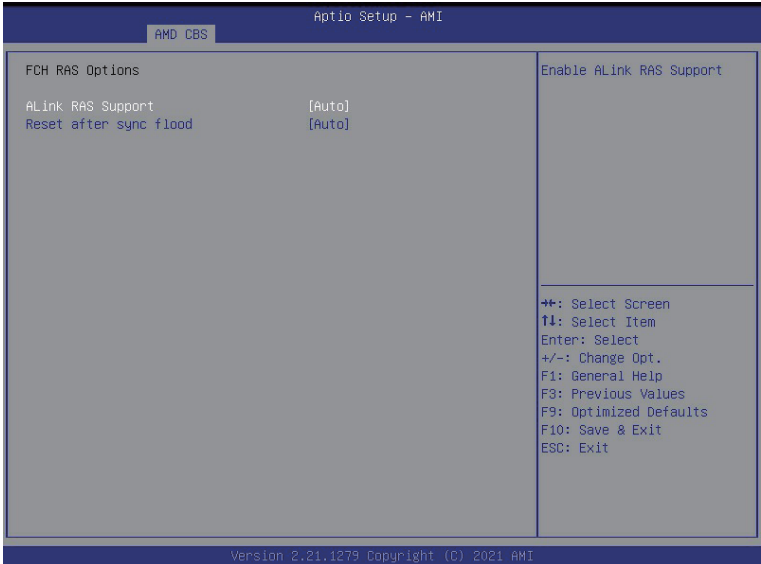 Aptio Setup – AMI
AMD CBS
FCH RAS Options
ALink RAS Support [Auto]
Reset after sync flood [Auto]
Enable ALink RAS Support
→←: Select Screen
↑↓: Select Item
Enter: Select
+/-: Change Opt.
F1: General Help
F3: Previous Values
F9: Optimized Defaults
F10: Save & Exit
ESC: Exit
Version 2.21.1279 Copyright (C) 2021 AMI